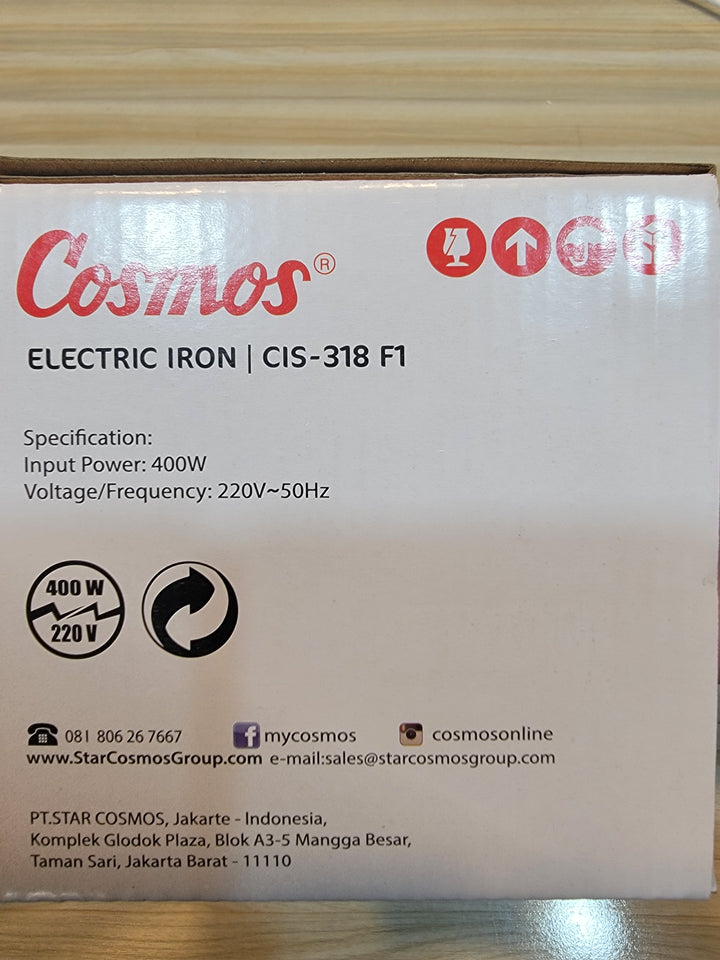 Cosmos®
ELECTRIC IRON | CIS-318 F1
Specification:
Input Power: 400W
Voltage/Frequency: 220V~50Hz
400 W
220 V
081 806 26 7667 mycosmos cosmosonline
www.StarCosmosGroup.com e-mail:sales@starcosmosgroup.com
PT.STAR COSMOS, Jakarte - Indonesia,
Komplek Glodok Plaza, Blok A3-5 Mangga Besar,
Taman Sari, Jakarta Barat - 11110